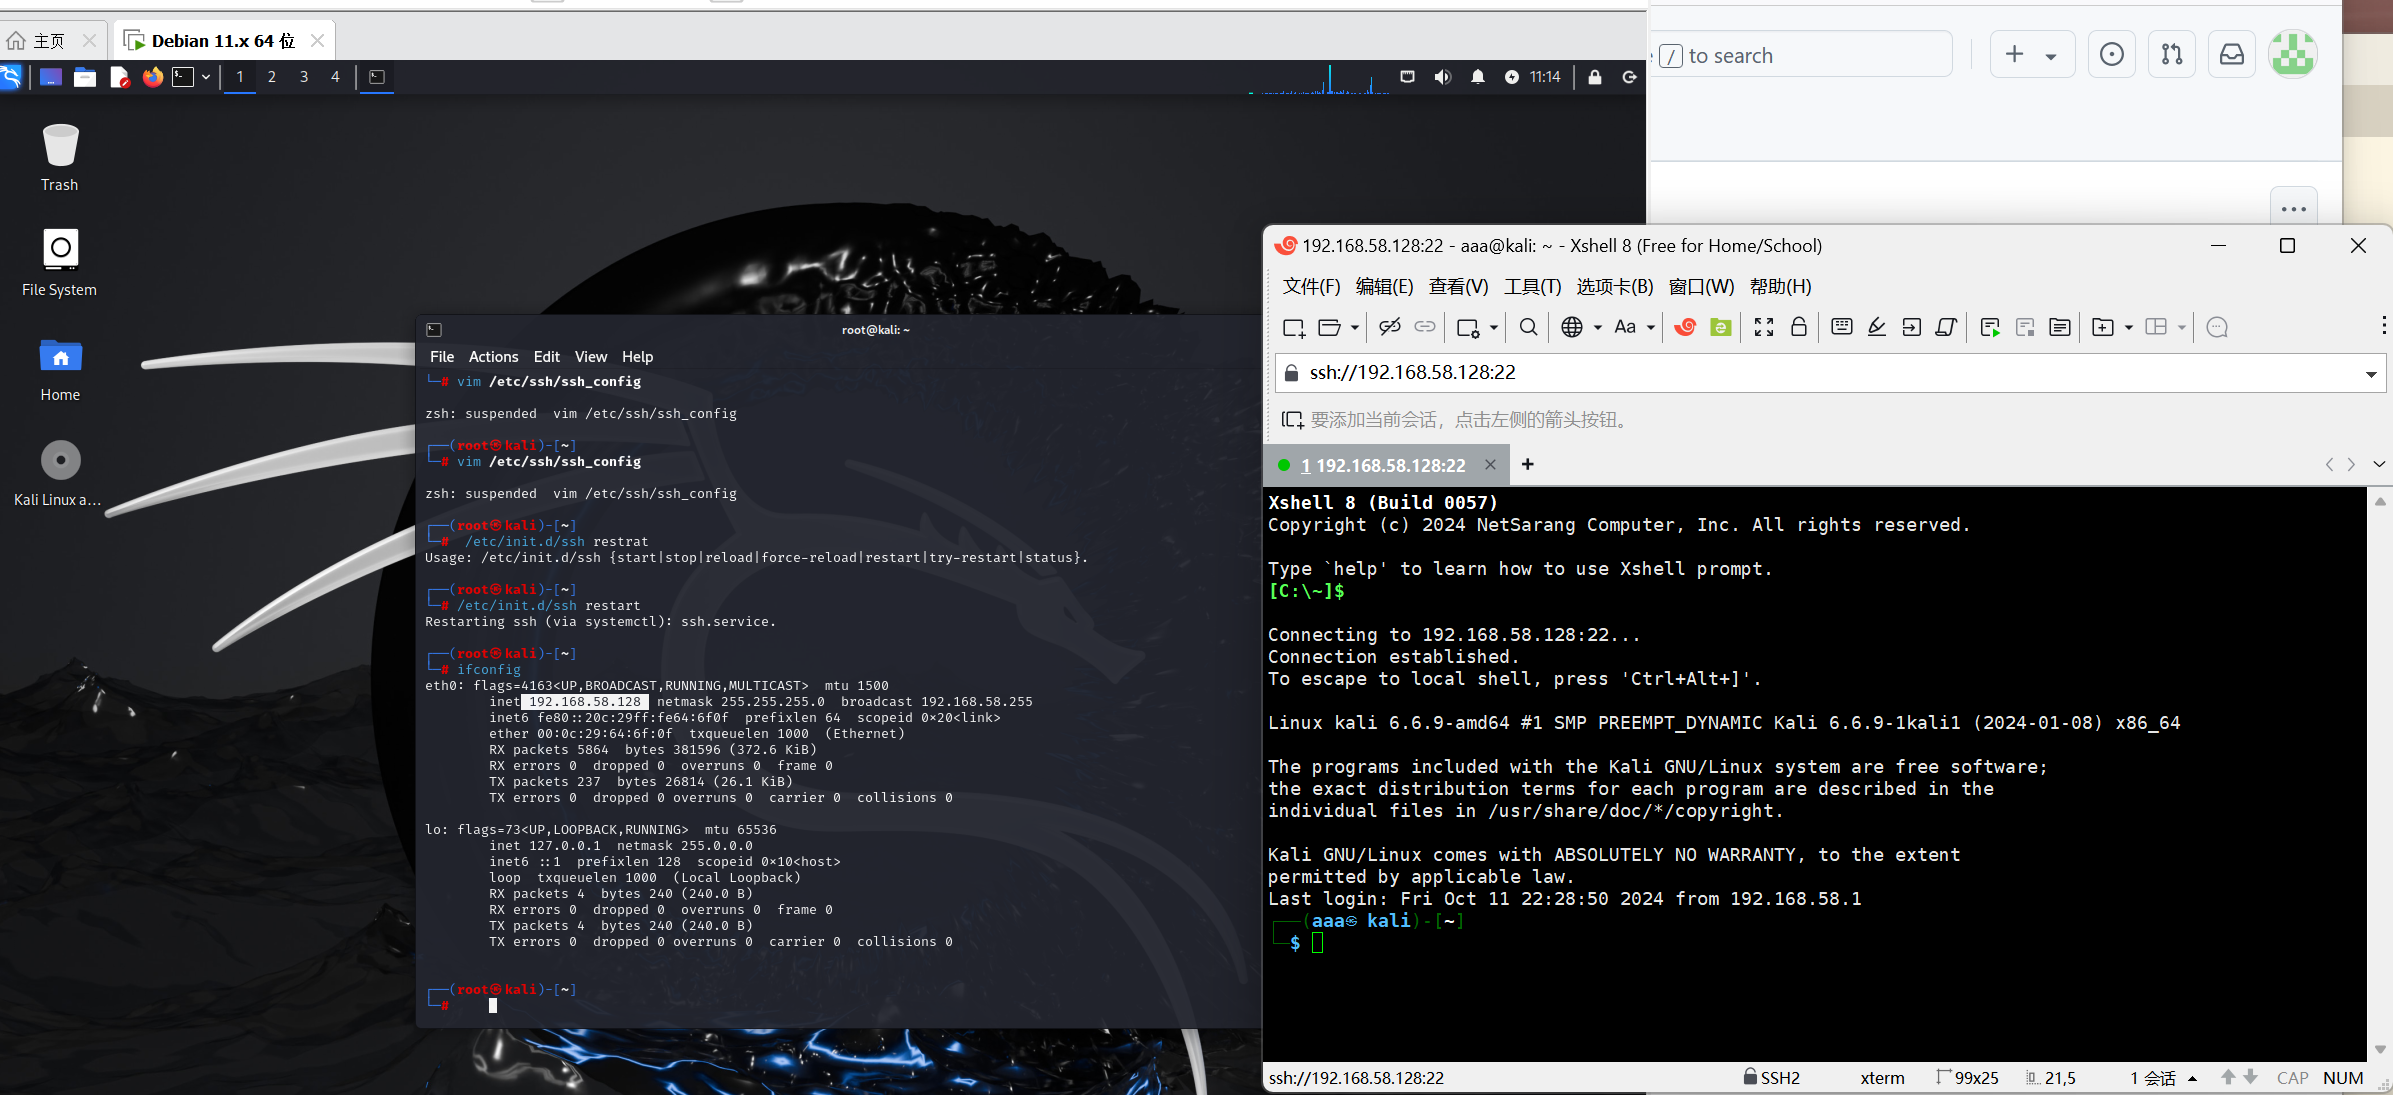 主页
Debian 11.x 64 位
/ to search
1 2 3 4
11:14
Trash
File System
Home
Kali Linux a...
root@kali: ~
File Actions Edit View Help
└─# vim /etc/ssh/ssh_config
zsh: suspended  vim /etc/ssh/ssh_config
┌──(root㉿kali)-[~]
└─# vim /etc/ssh/ssh_config
zsh: suspended  vim /etc/ssh/ssh_config
┌──(root㉿kali)-[~]
└─#  /etc/init.d/ssh restrat
Usage: /etc/init.d/ssh {start|stop|reload|force-reload|restart|try-restart|status}.
┌──(root㉿kali)-[~]
└─# /etc/init.d/ssh restart
Restarting ssh (via systemctl): ssh.service.
┌──(root㉿kali)-[~]
└─# ifconfig
eth0: flags=4163<UP,BROADCAST,RUNNING,MULTICAST>  mtu 1500
inet 192.168.58.128  netmask 255.255.255.0  broadcast 192.168.58.255
inet6 fe80::20c:29ff:fe64:6f0f  prefixlen 64  scopeid 0×20<link>
ether 00:0c:29:64:6f:0f  txqueuelen 1000  (Ethernet)
RX packets 5864  bytes 381596 (372.6 KiB)
RX errors 0  dropped 0  overruns 0  frame 0
TX packets 237  bytes 26814 (26.1 KiB)
TX errors 0  dropped 0 overruns 0  carrier 0  collisions 0
lo: flags=73<UP,LOOPBACK,RUNNING>  mtu 65536
inet 127.0.0.1  netmask 255.0.0.0
inet6 ::1  prefixlen 128  scopeid 0×10<host>
loop  txqueuelen 1000  (Local Loopback)
RX packets 4  bytes 240 (240.0 B)
RX errors 0  dropped 0  overruns 0  frame 0
TX packets 4  bytes 240 (240.0 B)
TX errors 0  dropped 0 overruns 0  carrier 0  collisions 0
┌──(root㉿kali)-[~]
└─#
192.168.58.128:22 - aaa@kali: ~ - Xshell 8 (Free for Home/School)
文件(F) 编辑(E) 查看(V) 工具(T) 选项卡(B) 窗口(W) 帮助(H)
Aa
ssh://192.168.58.128:22
要添加当前会话，点击左侧的箭头按钮。
1 192.168.58.128:22
Xshell 8 (Build 0057)
Copyright (c) 2024 NetSarang Computer, Inc. All rights reserved.
Type `help' to learn how to use Xshell prompt.
[C:\~]$
Connecting to 192.168.58.128:22...
Connection established.
To escape to local shell, press 'Ctrl+Alt+]'.
Linux kali 6.6.9-amd64 #1 SMP PREEMPT_DYNAMIC Kali 6.6.9-1kali1 (2024-01-08) x86_64
The programs included with the Kali GNU/Linux system are free software;
the exact distribution terms for each program are described in the
individual files in /usr/share/doc/*/copyright.
Kali GNU/Linux comes with ABSOLUTELY NO WARRANTY, to the extent
permitted by applicable law.
Last login: Fri Oct 11 22:28:50 2024 from 192.168.58.1
┌──(aaa㉿kali)-[~]
└─$
ssh://192.168.58.128:22
SSH2
xterm
99x25
21,5
1 会话
CAP
NUM